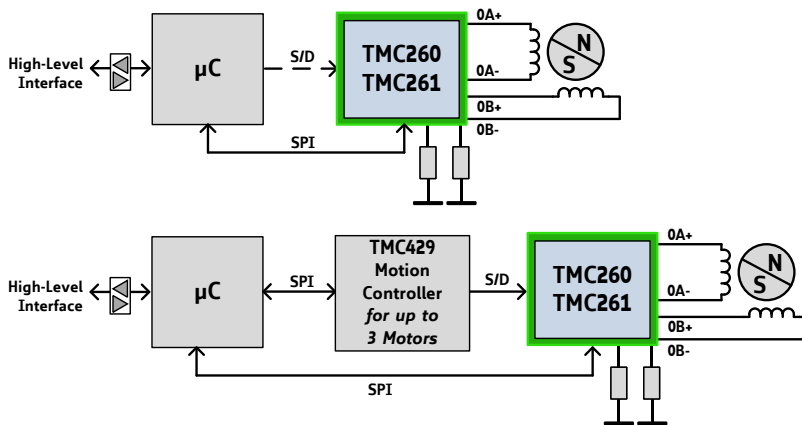 High-Level
Interface
µC
S/D
TMC260
TMC261
0A+
0A-
0B+
0B-
N
S
SPI
High-Level
Interface
µC
SPI
TMC429
Motion
Controller
for up to
3 Motors
S/D
TMC260
TMC261
0A+
0A-
0B+
0B-
N
S
SPI